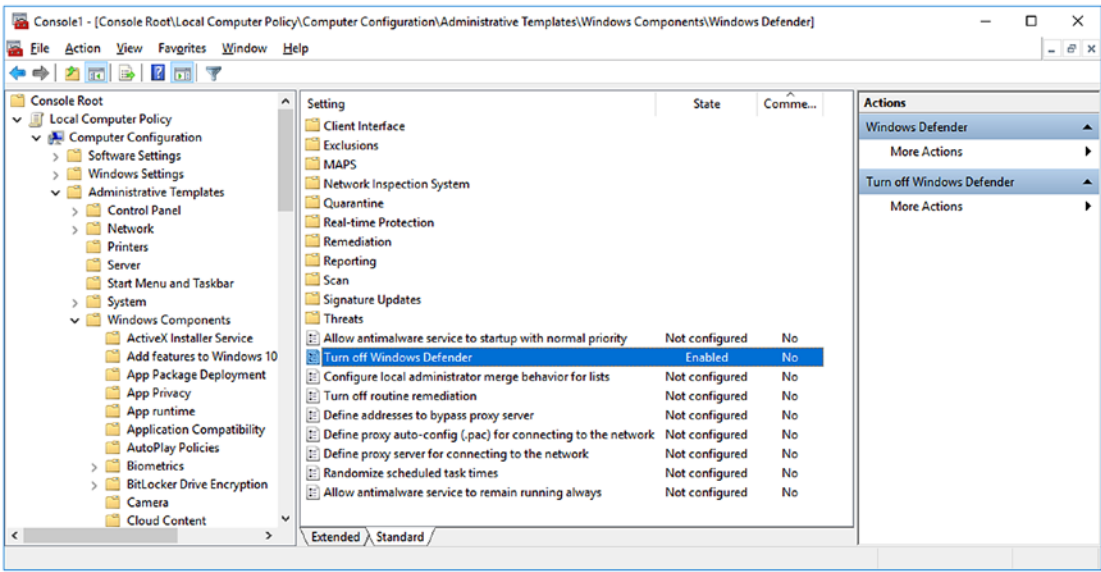 Console1 - [Console Root\Local Computer Policy\Computer Configuration\Administrative Templates\Windows Components\Windows Defender]
File Action View Favorites Window Help
Console Root
Local Computer Policy
Computer Configuration
Software Settings
Windows Settings
Administrative Templates
Control Panel
Network
Printers
Server
Start Menu and Taskbar
System
Windows Components
ActiveX Installer Service
Add features to Windows 10
App Package Deployment
App Privacy
App runtime
Application Compatibility
AutoPlay Policies
Biometrics
BitLocker Drive Encryption
Camera
Cloud Content
Setting State Comme...
Client Interface
Exclusions
MAPS
Network Inspection System
Quarantine
Real-time Protection
Remediation
Reporting
Scan
Signature Updates
Threats
Allow antimalware service to startup with normal priority Not configured No
Turn off Windows Defender Enabled No
Configure local administrator merge behavior for lists Not configured No
Turn off routine remediation Not configured No
Define addresses to bypass proxy server Not configured No
Define proxy auto-config (.pac) for connecting to the network Not configured No
Define proxy server for connecting to the network Not configured No
Randomize scheduled task times Not configured No
Allow antimalware service to remain running always Not configured No
Extended Standard
Actions
Windows Defender
More Actions
Turn off Windows Defender
More Actions